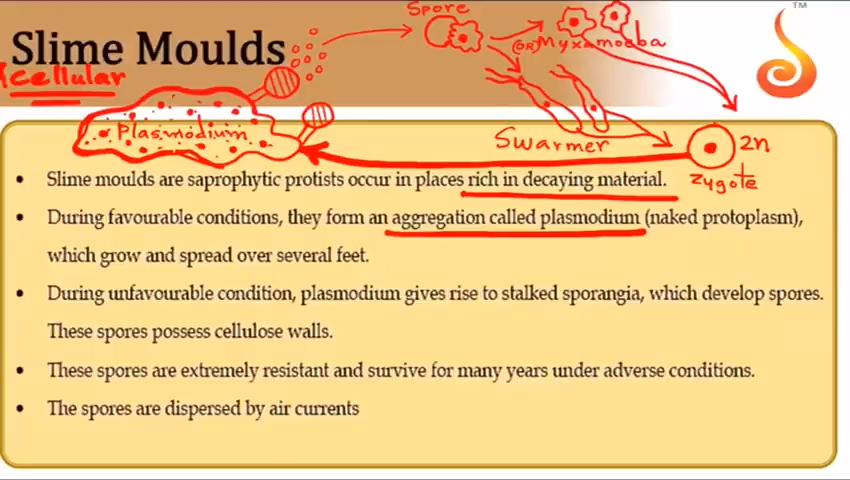 Spore
TM
Slime Moulds
(OR) Myxamoeba
cellular
Plasmodium
Swarmer
2n
zygote
• Slime moulds are saprophytic protists occur in places rich in decaying material.
• During favourable conditions, they form an aggregation called plasmodium (naked protoplasm),
which grow and spread over several feet.
• During unfavourable condition, plasmodium gives rise to stalked sporangia, which develop spores.
These spores possess cellulose walls.
• These spores are extremely resistant and survive for many years under adverse conditions.
• The spores are dispersed by air currents